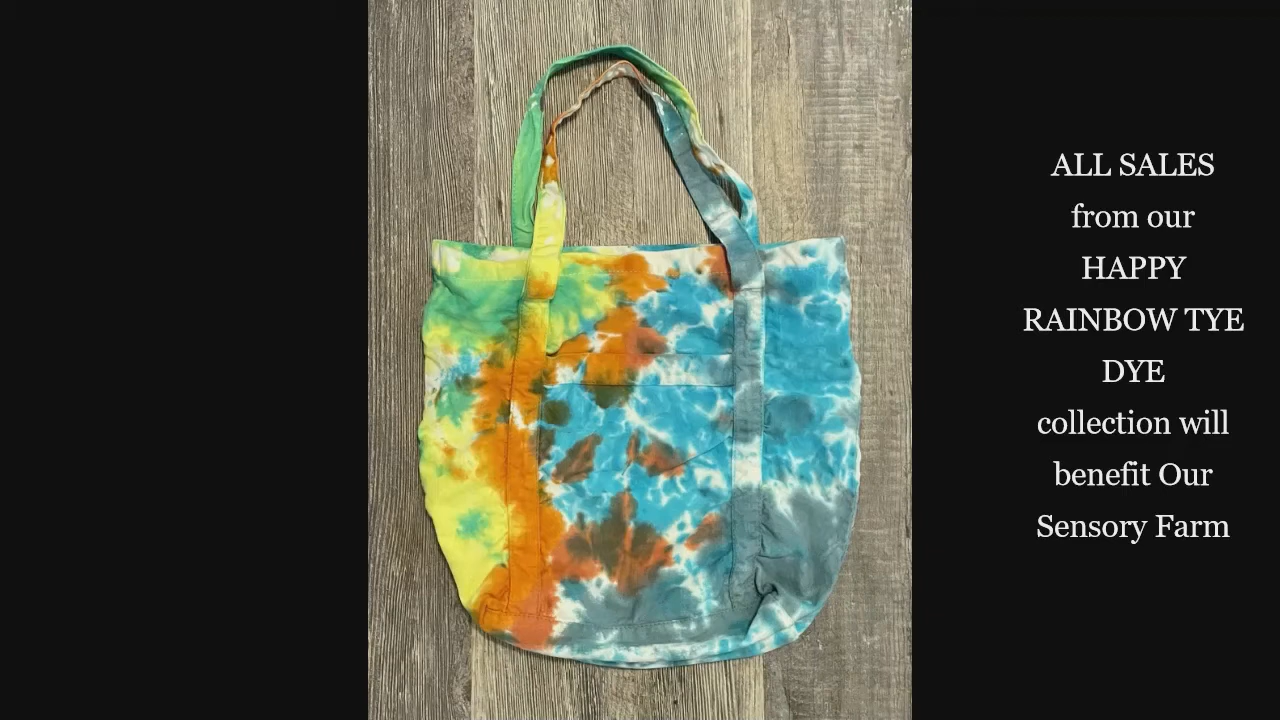 ALL SALES
from our
HAPPY
RAINBOW TYE
DYE
collection will
benefit Our
Sensory Farm